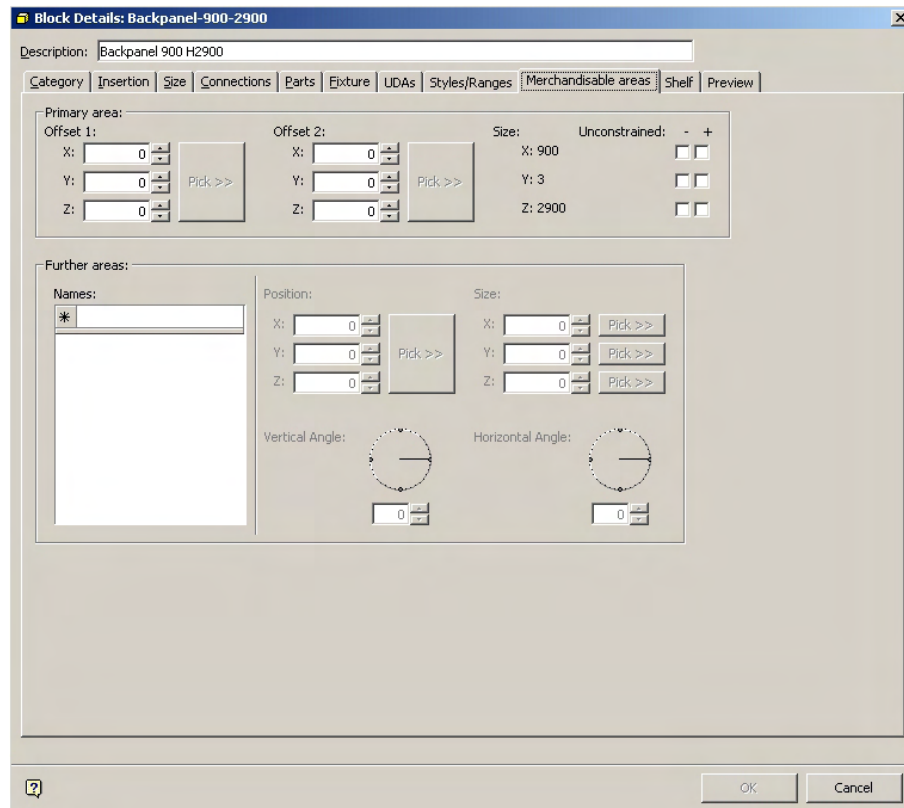 Block Details: Backpanel-900-2900
Description: Backpanel 900 H2900
Category Insertion Size Connections Parts Fixture UDAs Styles/Ranges Merchandisable areas Shelf Preview
Primary area:
Offset 1: Offset 2: Size: Unconstrained: - +
X: 0 X: 0 X: 900
Y: 0 Pick >> Y: 0 Pick >> Y: 3
Z: 0 Z: 0 Z: 2900
Further areas:
Names: Position: Size:
X: 0 X: 0 Pick >>
Y: 0 Pick >> Y: 0 Pick >>
Z: 0 Z: 0 Pick >>
Vertical Angle: Horizontal Angle:
0 0
OK Cancel